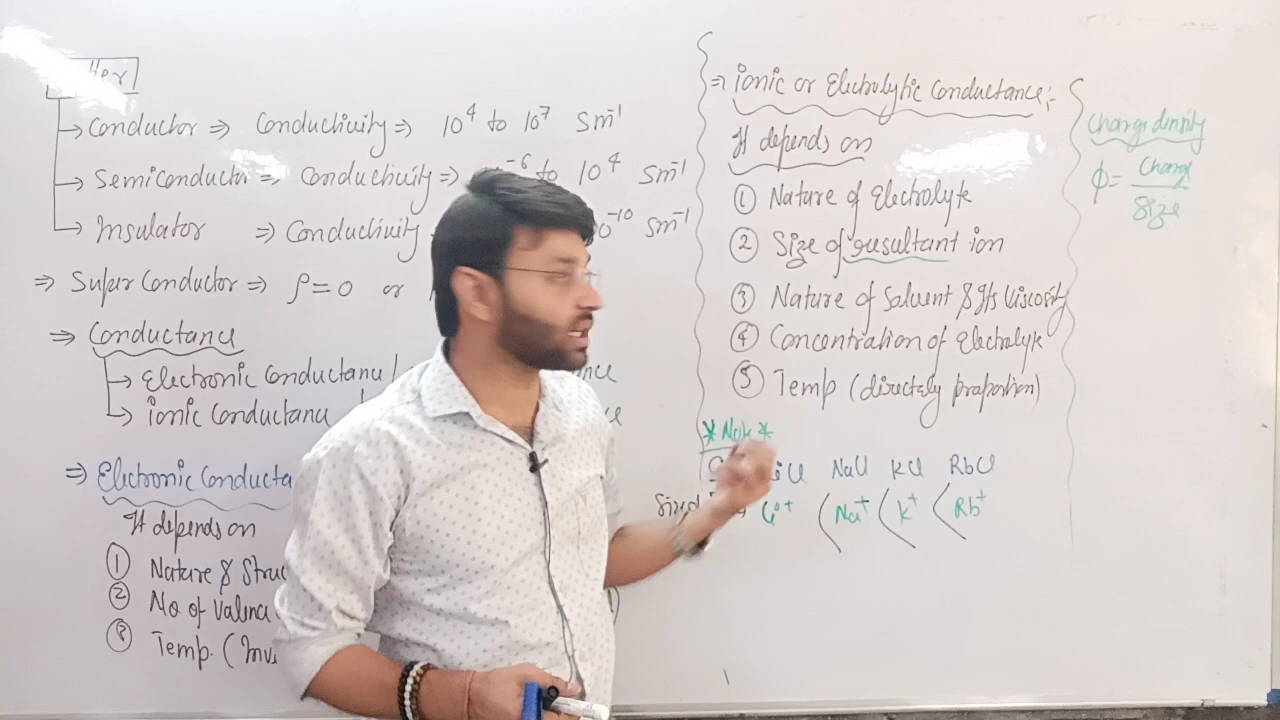 Conductor ⇒ Conductivity ⇒ 10⁴ to 10⁷ Sm⁻¹
Semiconductor ⇒ Conductivity ⇒ ⁻⁶ to 10⁴ Sm⁻¹
Insulator ⇒ Conductivity ⁻¹⁰ Sm⁻¹
⇒ Super Conductor ⇒ ρ=0 or
⇒ Conductance
Electronic Conductance
ionic Conductance
⇒ Electronic Conducta
It depends on
① Nature & Struc
② No of Valence
③ Temp. (Inv
⇒ ionic or Electrolytic Conductance:-
It depends on
① Nature of Electrolyte
② Size of resultant ion
③ Nature of Solvent & its Viscosity
④ Concentration of Electrolyte
⑤ Temp (directly proportion)
*Note*
NaCl KCl RbCl
Na⁺ < K⁺ < Rb⁺
Charge density
ϕ = Charge
Size